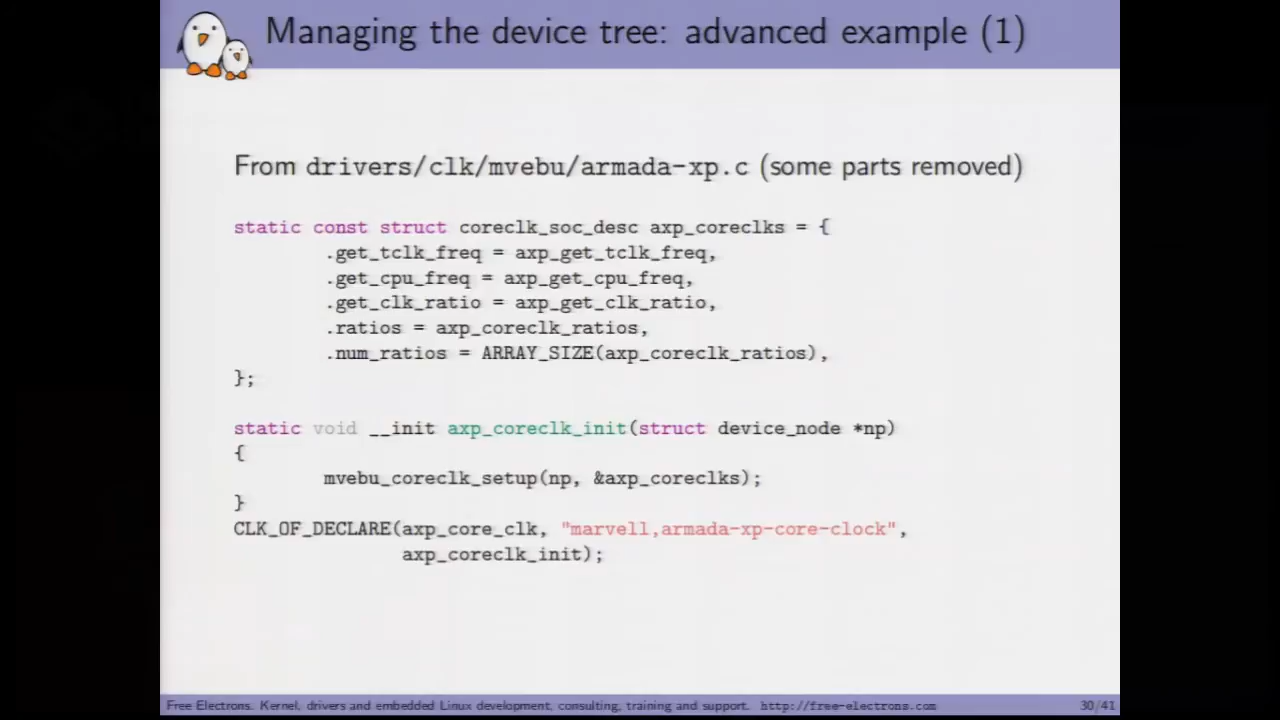 Managing the device tree: advanced example (1)
From drivers/clk/mvebu/armada-xp.c (some parts removed)
static const struct coreclk_soc_desc axp_coreclks = {
.get_tclk_freq = axp_get_tclk_freq,
.get_cpu_freq = axp_get_cpu_freq,
.get_clk_ratio = axp_get_clk_ratio,
.ratios = axp_coreclk_ratios,
.num_ratios = ARRAY_SIZE(axp_coreclk_ratios),
};
static void __init axp_coreclk_init(struct device_node *np)
{
mvebu_coreclk_setup(np, &axp_coreclks);
}
CLK_OF_DECLARE(axp_core_clk, "marvell,armada-xp-core-clock",
axp_coreclk_init);
Free Electrons. Kernel, drivers and embedded Linux development, consulting, training and support. http://free-electrons.com 30/41